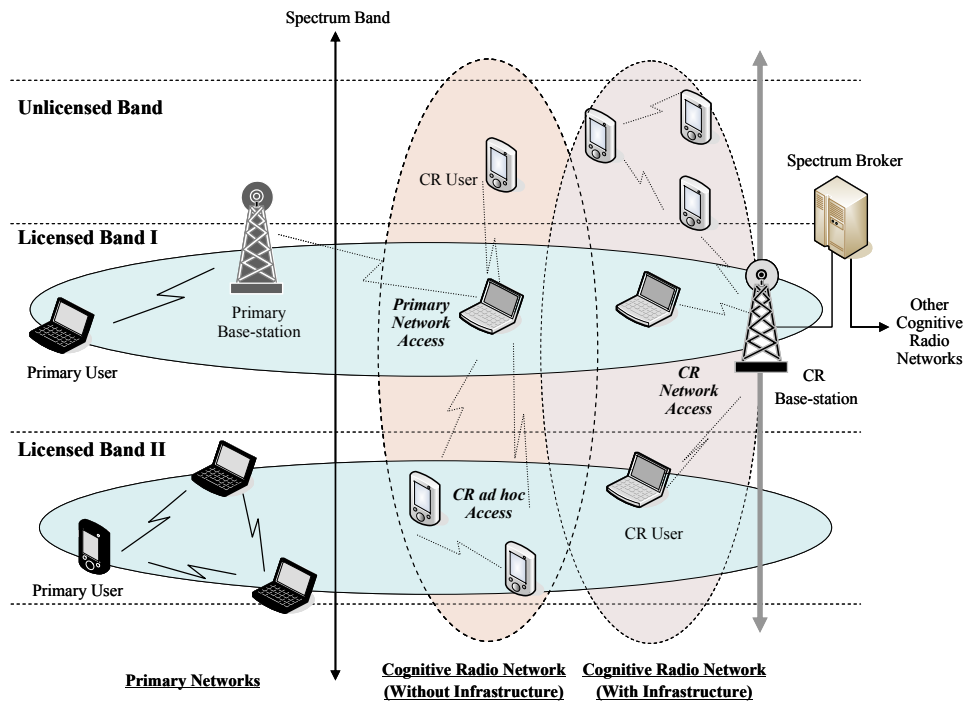 Spectrum Band
Unlicensed Band
CR User
Spectrum Broker
Licensed Band I
Primary
Base-station
Primary
Network
Access
Other
Cognitive
Radio
Networks
Primary User
CR
Network
Access
CR
Base-station
Licensed Band II
CR ad hoc
Access
CR User
Primary User
Primary Networks
Cognitive Radio Network
(Without Infrastructure)
Cognitive Radio Network
(With Infrastructure)